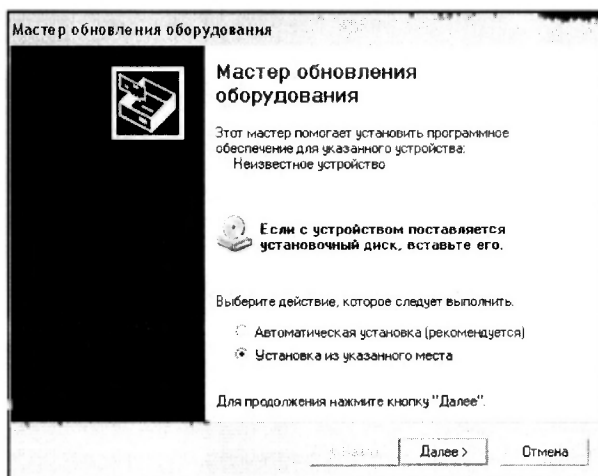 Мастер обновления оборудования
Мастер обновления
оборудования
Этот мастер помогает установить программное
обеспечение для указанного устройства:
Неизвестное устройство
Если с устройством поставляется
установочный диск, вставьте его.
Выберите действие, которое следует выполнить.
Автоматическая установка (рекомендуется)
Установка из указанного места
Для продолжения нажмите кнопку "Далее".
Далее >
Отмена